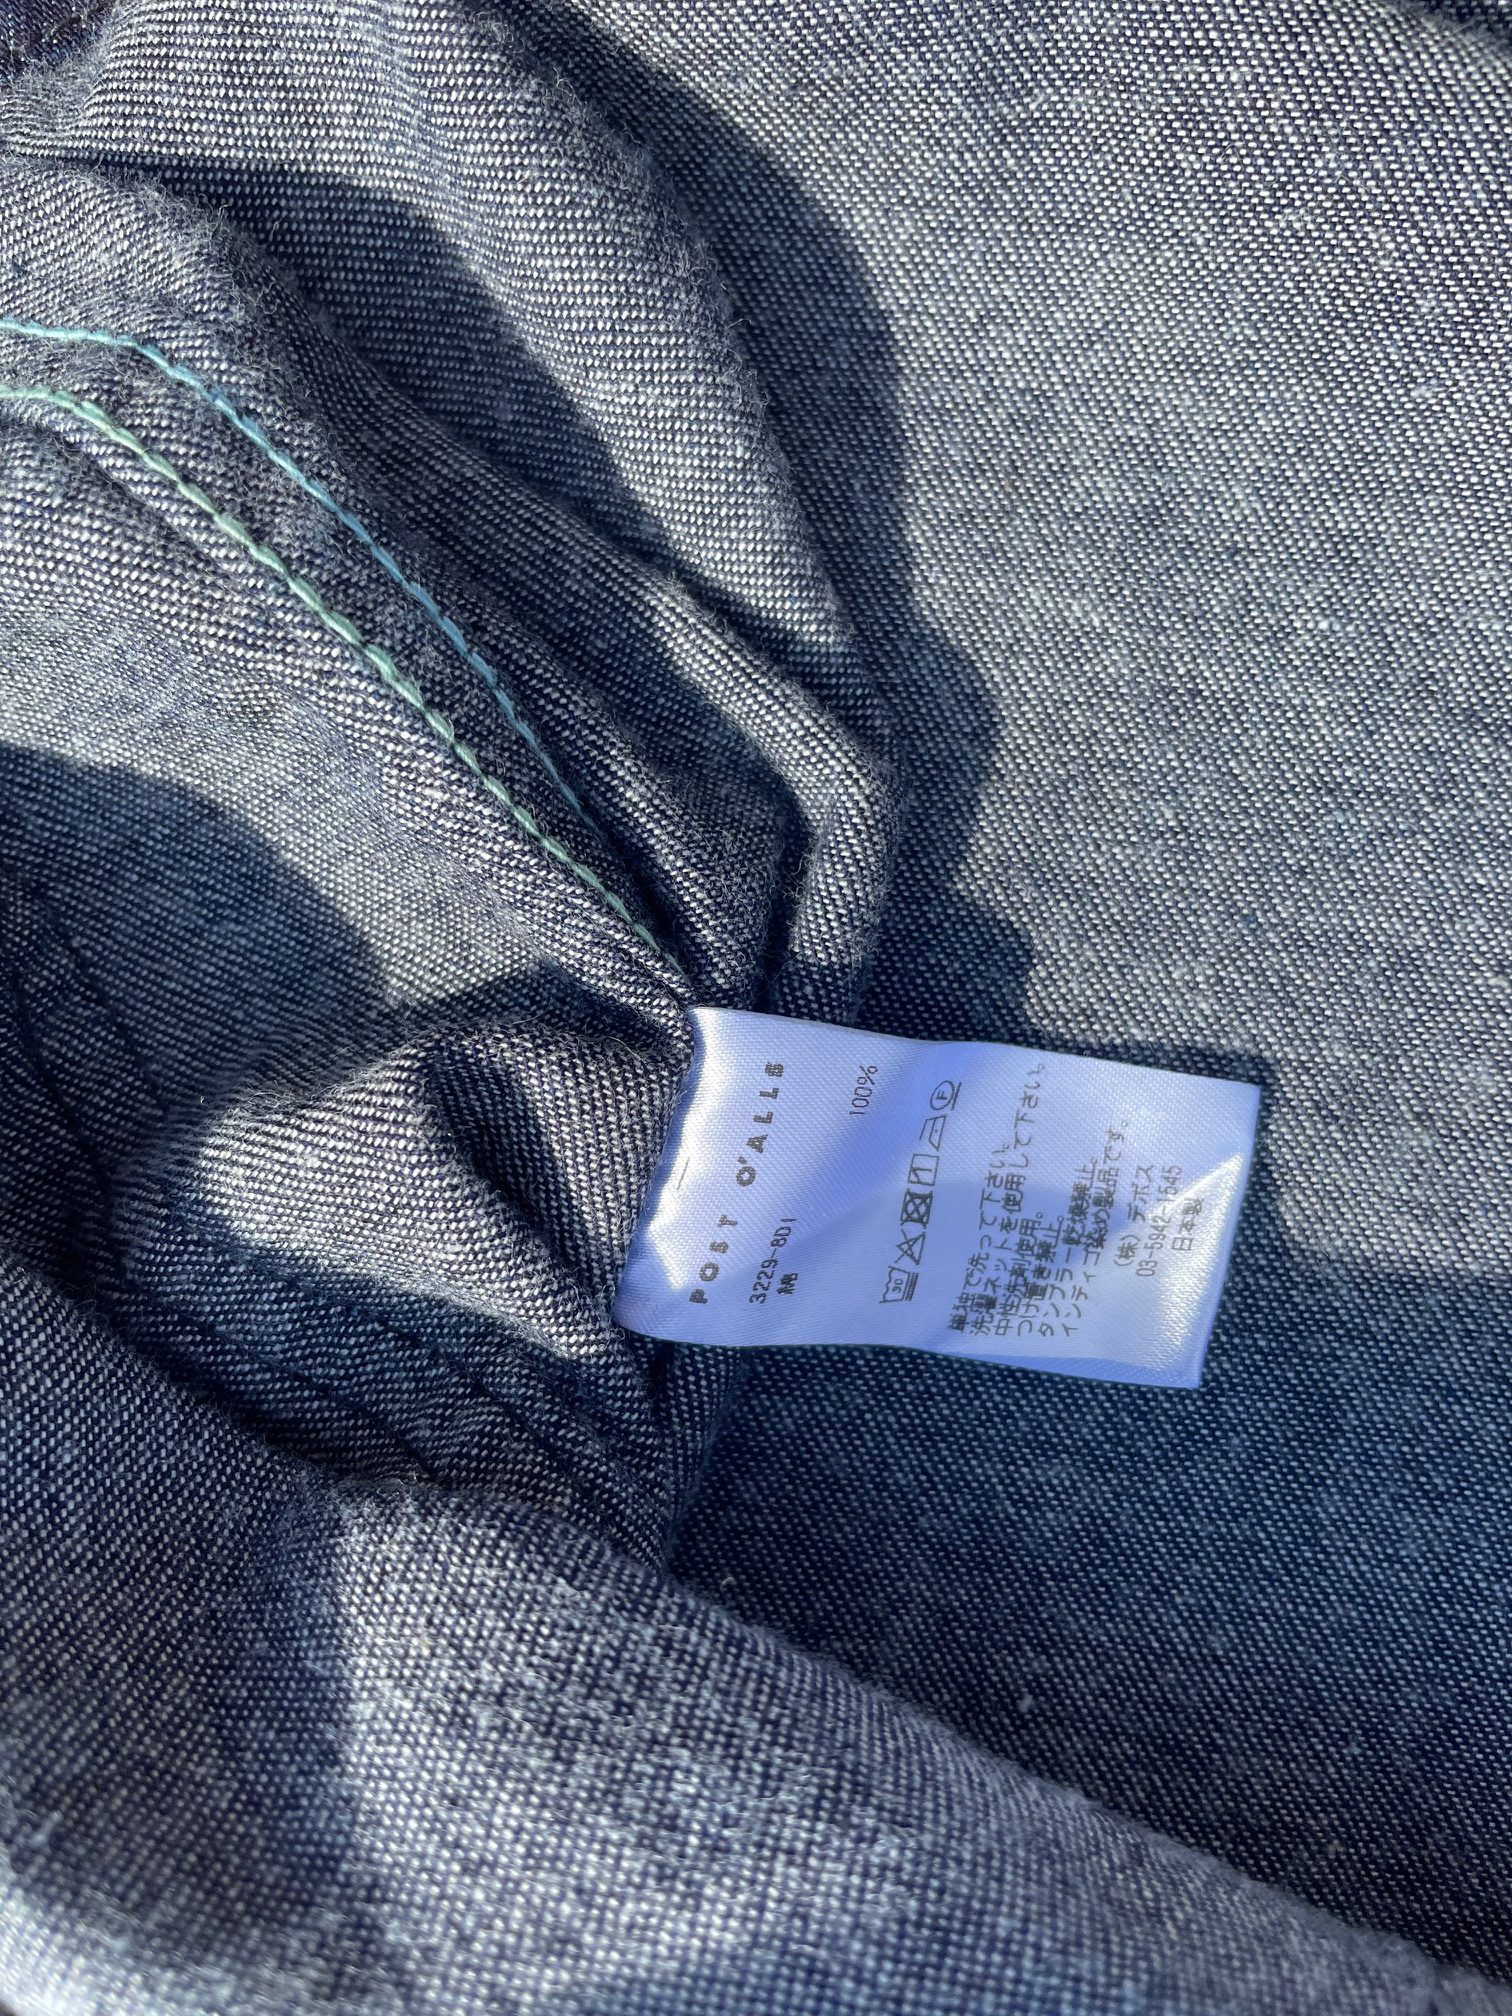 POST O'ALLS
3229-8D1
綿 100%
30 1 F
単独で洗って下さい。
洗濯ネットを使用して下さい。
中性洗剤使用。
つけ置き禁止。
タンブラー乾燥禁止。
インディゴ染め製品です。
(株) デポス
03-5942-1545
日本製